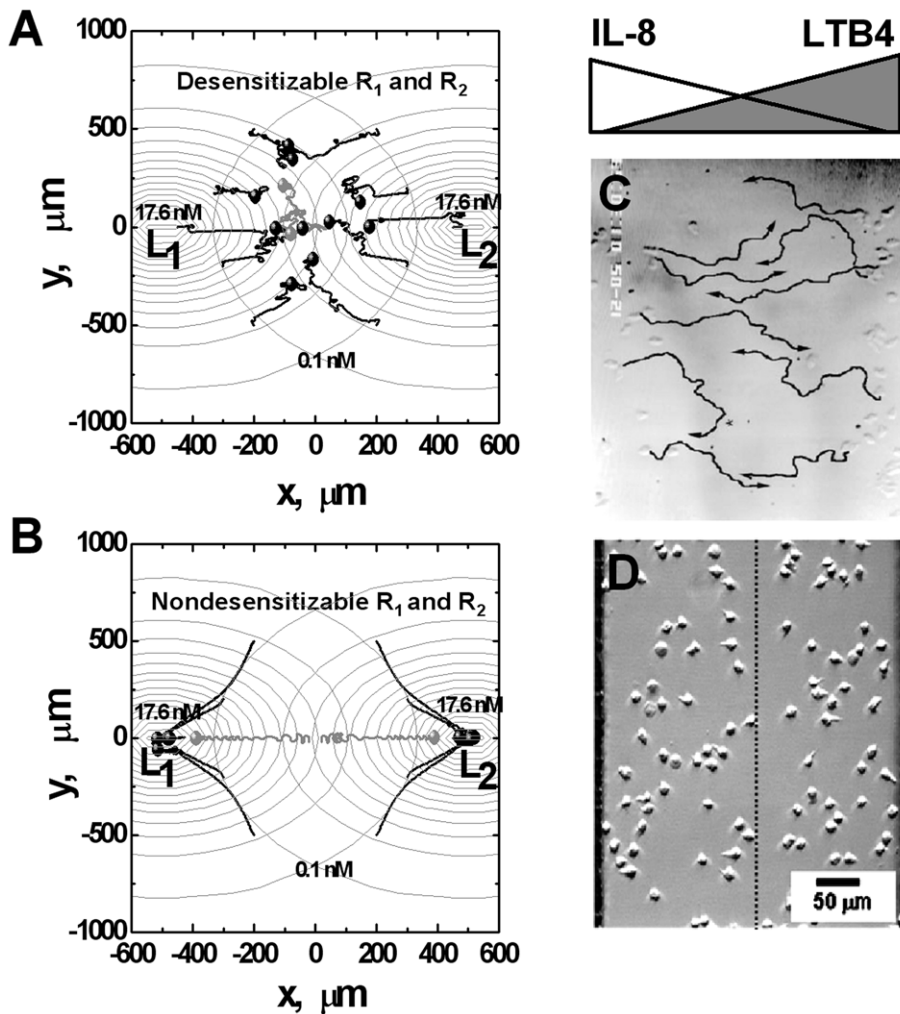 A
1000
500
0
-500
-1000
y, μm
Desensitizable R1 and R2
17.6 nM
L1
17.6 nM
L2
0.1 nM
-600 -400 -200 0 200 400 600
x, μm
B
1000
500
0
-500
-1000
y, μm
Nondesensitizable R1 and R2
17.6 nM
L1
17.6 nM
L2
0.1 nM
-600 -400 -200 0 200 400 600
x, μm
IL-8 LTB4
C
D
50 μm